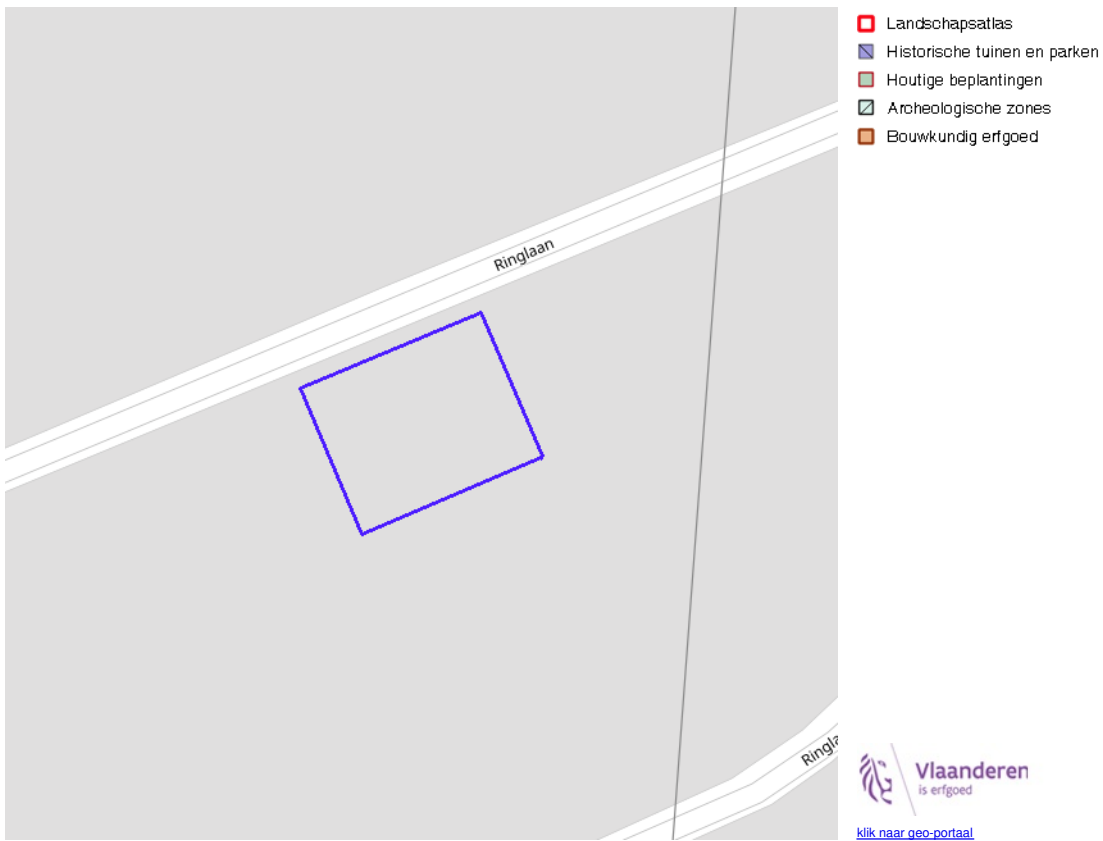 Landschapsatlas
Historische tuinen en parken
Houtige beplantingen
Archeologische zones
Bouwkundig erfgoed
Ringlaan
Ringla
Vlaanderen
is erfgoed
klik naar geo-portaal